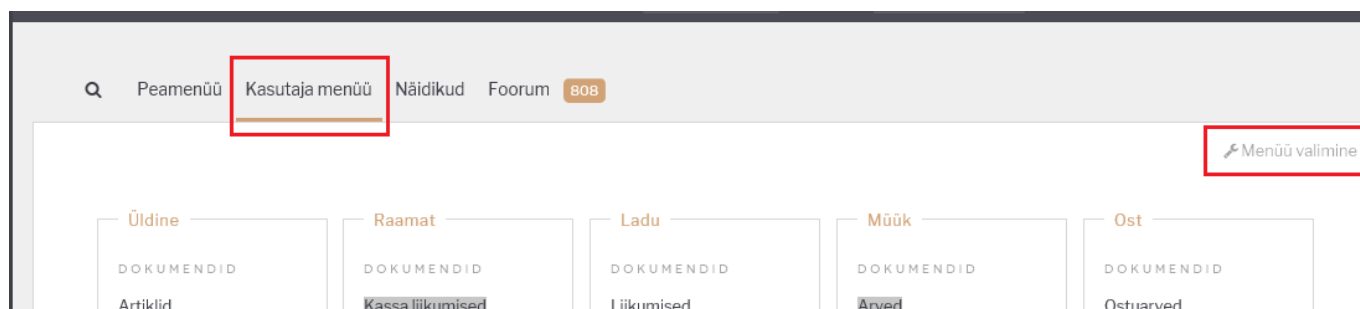 Peamenüü Kasutaja menüü Näidikud Foorum 808
Menüü valimine
Üldine Raamat Ladu Müük Ost
DOKUMENDID DOKUMENDID DOKUMENDID DOKUMENDID DOKUMENDID
Artiklid Kassa liikumised Liikumised Arved Ostuarved